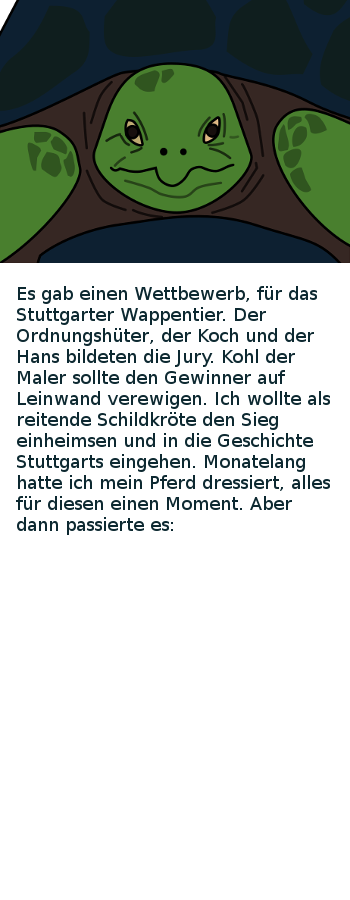 Es gab einen Wettbewerb, für das
Stuttgarter Wappentier. Der
Ordnungshüter, der Koch und der
Hans bildeten die Jury. Kohl der
Maler sollte den Gewinner auf
Leinwand verewigen. Ich wollte als
reitende Schildkröte den Sieg
einheimsen und in die Geschichte
Stuttgarts eingehen. Monatelang
hatte ich mein Pferd dressiert, alles
für diesen einen Moment. Aber
dann passierte es: